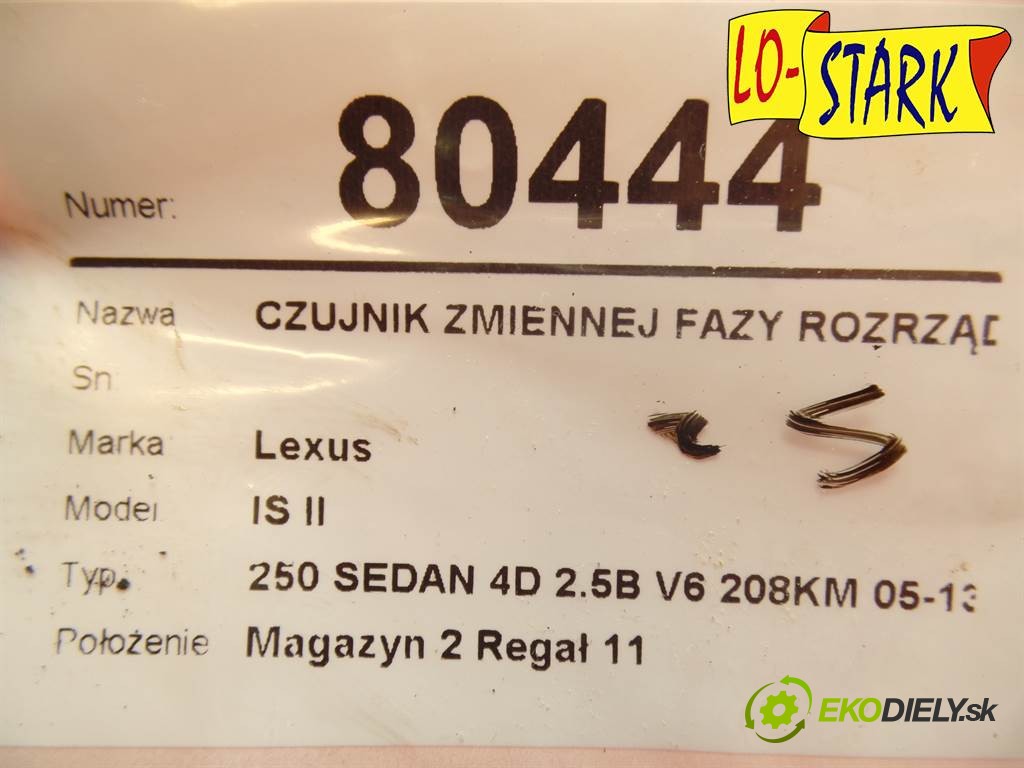 LO-STARK
Numer: 80444
Nazwa CZUJNIK ZMIENNEJ FAZY ROZRZĄD
Sn
Marka Lexus
Model IS II
Typ 250 SEDAN 4D 2.5B V6 208KM 05-13
Położenie Magazyn 2 Regał 11
EKODIELY.sk